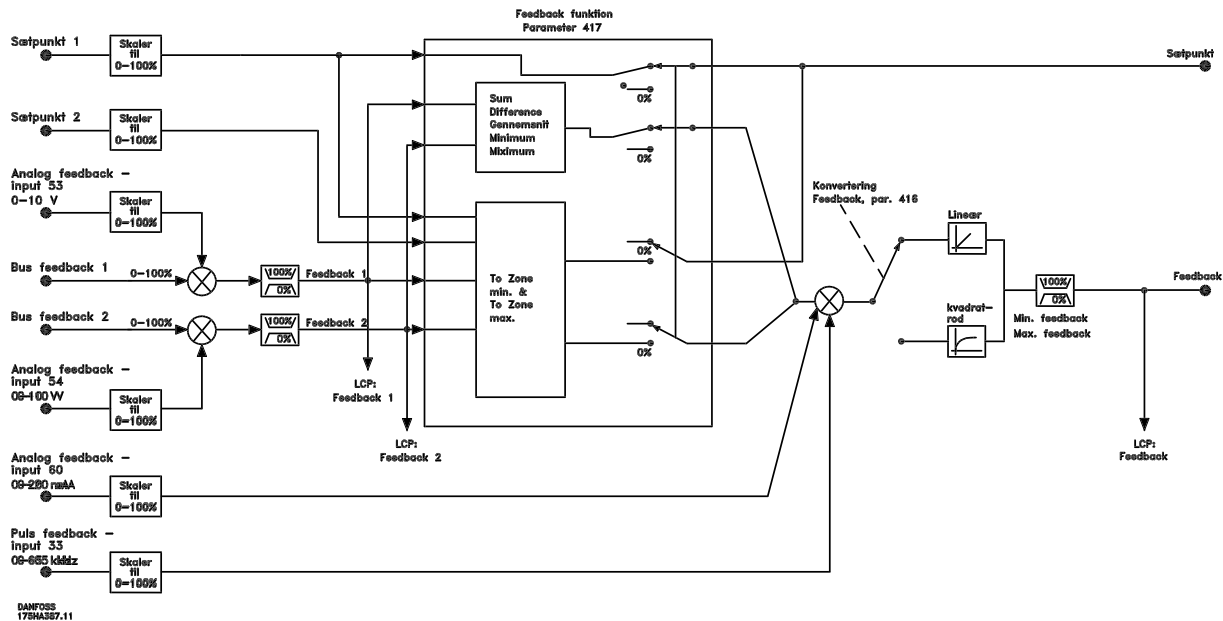 Feedback funktion
Parameter 417
Sætpunkt 1
Skaler
til
0-100%
Sætpunkt
Sum
Difference
Gennemsnit
Minimum
Miximum
0%
0%
Sætpunkt 2
Skaler
til
0-100%
Analog feedback -
input 53
0-10 V
Skaler
til
0-100%
Konvertering
Feedback, par. 416
Lineær
Bus feedback 1
0-100%
100%
0%
Feedback 1
To Zone
min. &
To Zone
max.
0%
0%
Feedback
100%
0%
Min. feedback
Max. feedback
kvadrat-
rod
Bus feedback 2
0-100%
100%
0%
Feedback 2
Analog feedback -
input 54
Skaler
til
0-100%
LCP:
Feedback 1
LCP:
Feedback 2
LCP:
Feedback
Analog feedback -
input 60
Skaler
til
0-100%
Puls feedback -
input 33
Skaler
til
0-100%
DANFOSS
175HA387.11